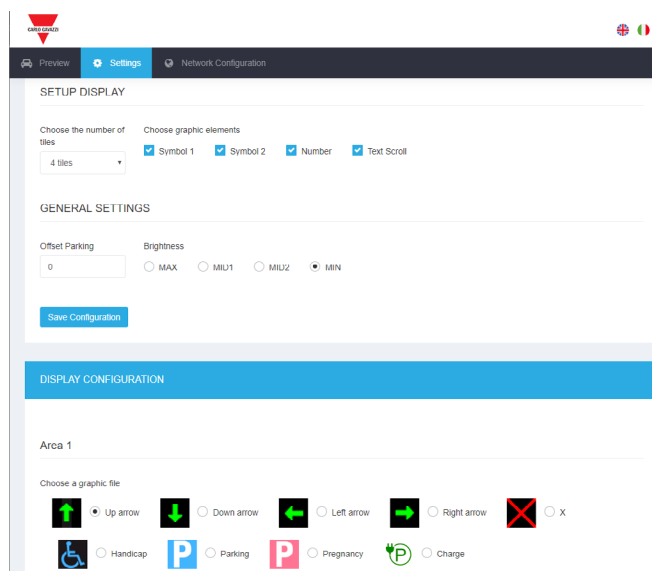 CARLO GAVAZZI
Preview Settings Network Configuration
SETUP DISPLAY
Choose the number of tiles Choose graphic elements
4 tiles Symbol 1 Symbol 2 Number Text Scroll
GENERAL SETTINGS
Offset Parking Brightness
0 MAX MID1 MID2 MIN
Save Configuration
DISPLAY CONFIGURATION
Area 1
Choose a graphic file
Up arrow Down arrow Left arrow Right arrow X
Handicap P Parking P Pregnancy P Charge